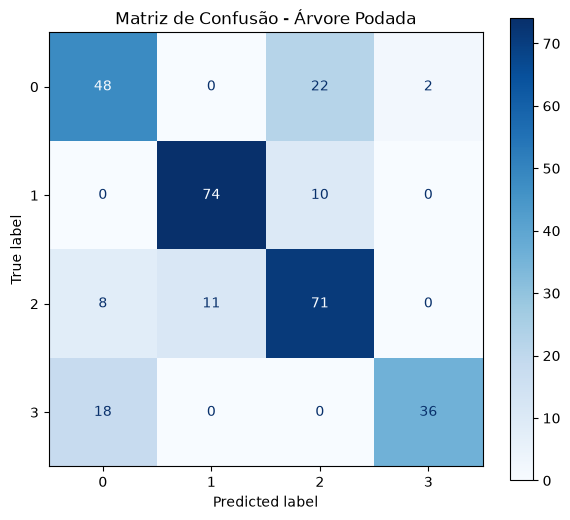 Matriz de Confusão - Árvore Podada
0 48 0 22 2
1 0 74 10 0
2 8 11 71 0
3 18 0 0 36
0 1 2 3
True label
Predicted label
70
60
50
40
30
20
10
0